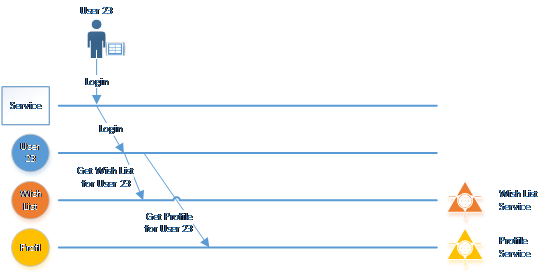 User 23
Login
Service
Login
User
23
Get Wish List
for User 23
Wish
List
Wish List
Service
Get Profile
for User 23
Profil
Profile
Service